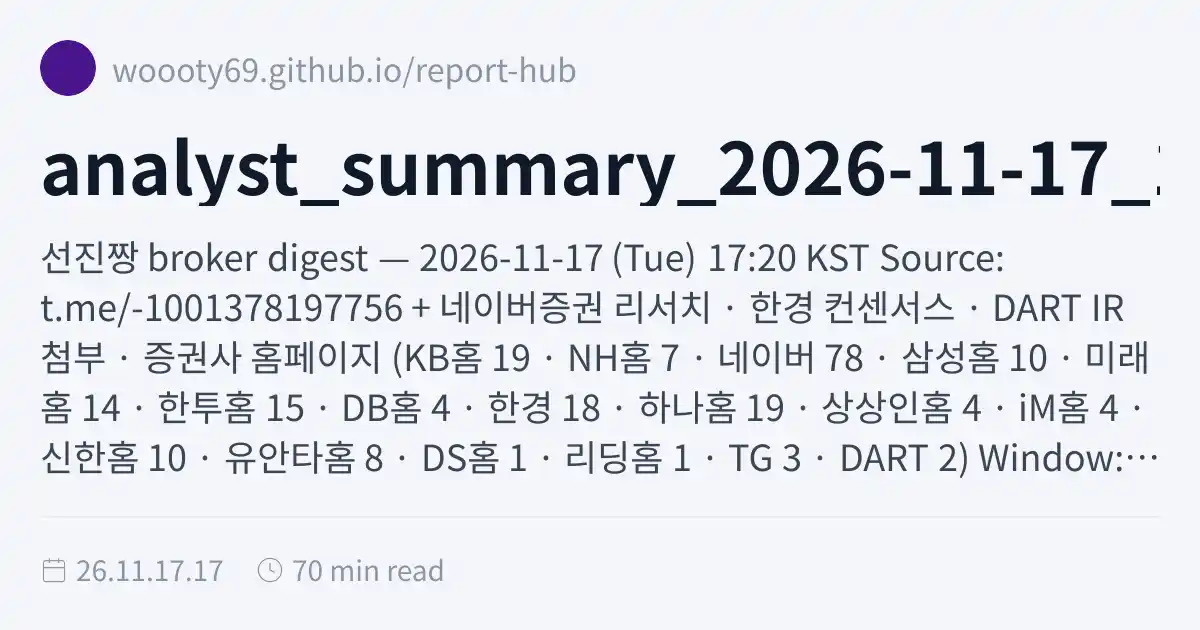 woooty69.github.io/report-hub
analyst_summary_2026-11-17_
선진짱 broker digest — 2026-11-17 (Tue) 17:20 KST Source:
t.me/-1001378197756 + 네이버증권 리서치 · 한경 컨센서스 · DART IR
첨부 · 증권사 홈페이지 (KB홈 19 · NH홈 7 · 네이버 78 · 삼성홈 10 · 미래
홈 14 · 한투홈 15 · DB홈 4 · 한경 18 · 하나홈 19 · 상상인홈 4 · iM홈 4 ·
신한홈 10 · 유안타홈 8 · DS홈 1 · 리딩홈 1 · TG 3 · DART 2) Window:⋯
26.11.17.17
70 min read